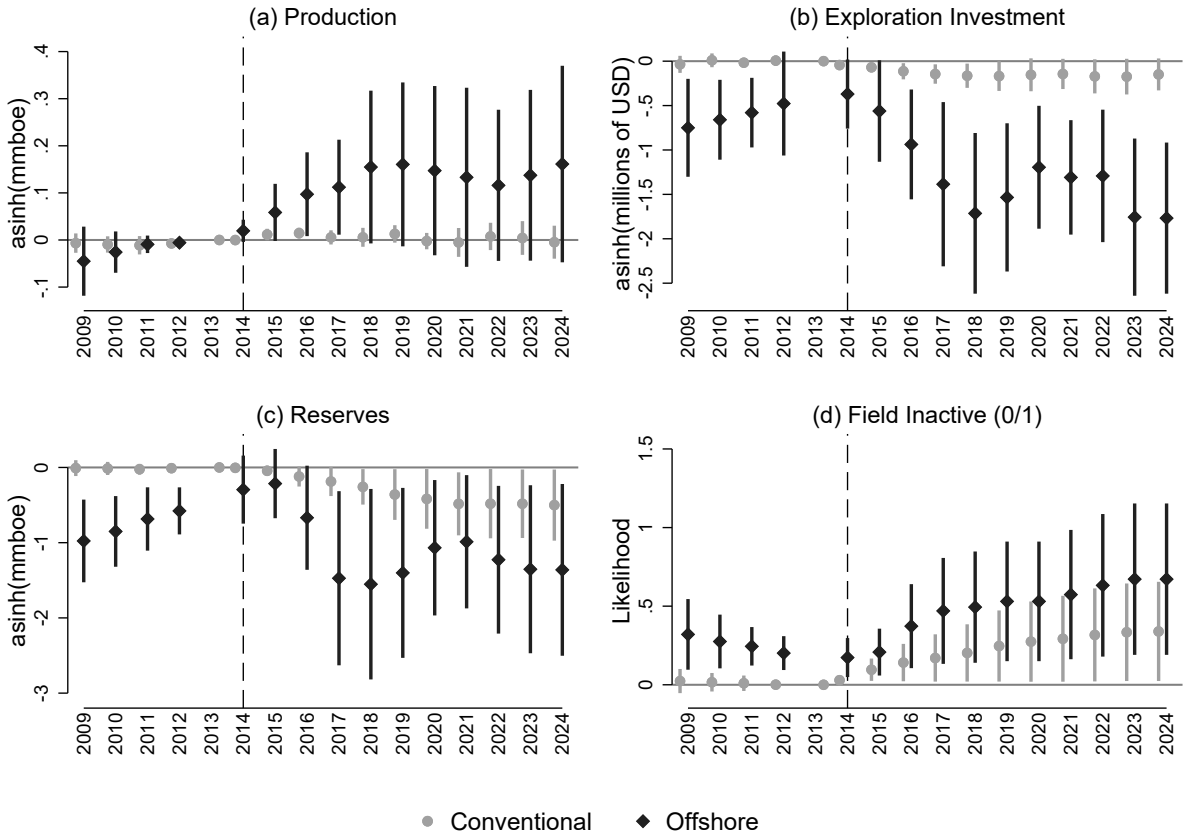 (a) Production
asinh(mmboe)
.4
.3
.2
.1
0
-.1
2009 2010 2011 2012 2013 2014 2015 2016 2017 2018 2019 2020 2021 2022 2023 2024
(b) Exploration Investment
asinh(millions of USD)
0
-.5
-1
-1.5
-2
-2.5
2009 2010 2011 2012 2013 2014 2015 2016 2017 2018 2019 2020 2021 2022 2023 2024
(c) Reserves
asinh(mmboe)
0
-1
-2
-3
2009 2010 2011 2012 2013 2014 2015 2016 2017 2018 2019 2020 2021 2022 2023 2024
(d) Field Inactive (0/1)
Likelihood
1.5
1
.5
0
2009 2010 2011 2012 2013 2014 2015 2016 2017 2018 2019 2020 2021 2022 2023 2024
Conventional Offshore